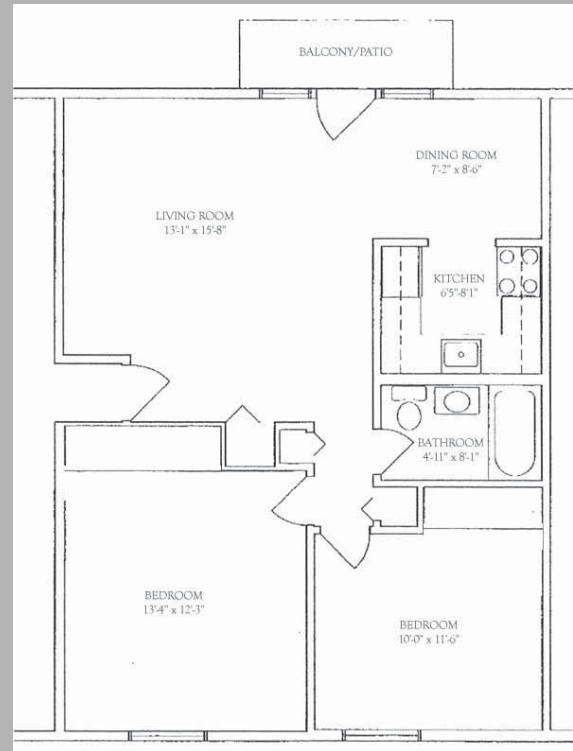 BALCONY/PATIO
DINING ROOM
7'-2" x 8'-6"
LIVING ROOM
13'-1" x 15'-8"
KITCHEN
6'5"-8'1"
BATHROOM
4'-11" x 8'-1"
BEDROOM
13'-4" x 12'-3"
BEDROOM
10'-0" x 11'-6"